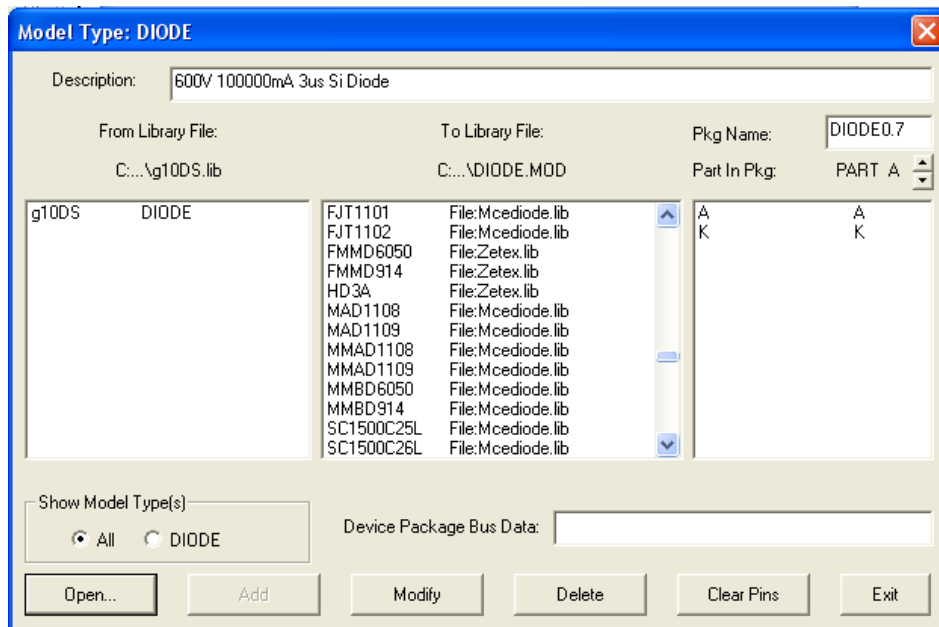 Model Type: DIODE
Description: 600V 100000mA 3us Si Diode
From Library File: To Library File: Pkg Name: DIODE0.7
C:...\g10DS.lib C:...\DIODE.MOD Part In Pkg: PART A
g10DS DIODE
FJT1101 File:Mcediode.lib
FJT1102 File:Mcediode.lib
FMMD6050 File:Zetex.lib
FMMD914 File:Zetex.lib
HD3A File:Zetex.lib
MAD1108 File:Mcediode.lib
MAD1109 File:Mcediode.lib
MMAD1108 File:Mcediode.lib
MMAD1109 File:Mcediode.lib
MMBD6050 File:Mcediode.lib
MMBD914 File:Mcediode.lib
SC1500C25L File:Mcediode.lib
SC1500C26L File:Mcediode.lib
A A
K K
Show Model Type(s)
All DIODE
Device Package Bus Data:
Open... Add Modify Delete Clear Pins Exit